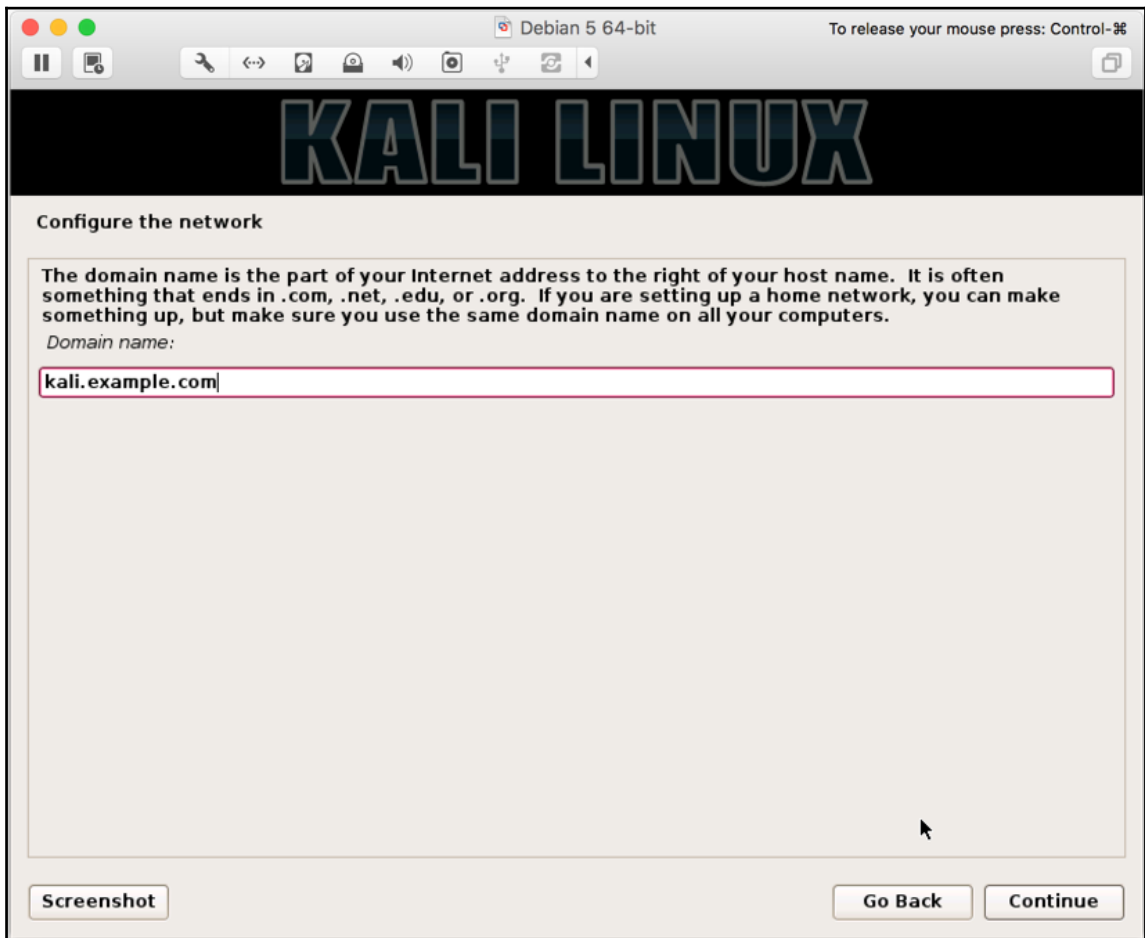 Debian 5 64-bit
To release your mouse press: Control-⌘
KALI LINUX
Configure the network
The domain name is the part of your Internet address to the right of your host name.  It is often
something that ends in .com, .net, .edu, or .org.  If you are setting up a home network, you can make
something up, but make sure you use the same domain name on all your computers.
Domain name:
kali.example.com
Screenshot
Go Back
Continue